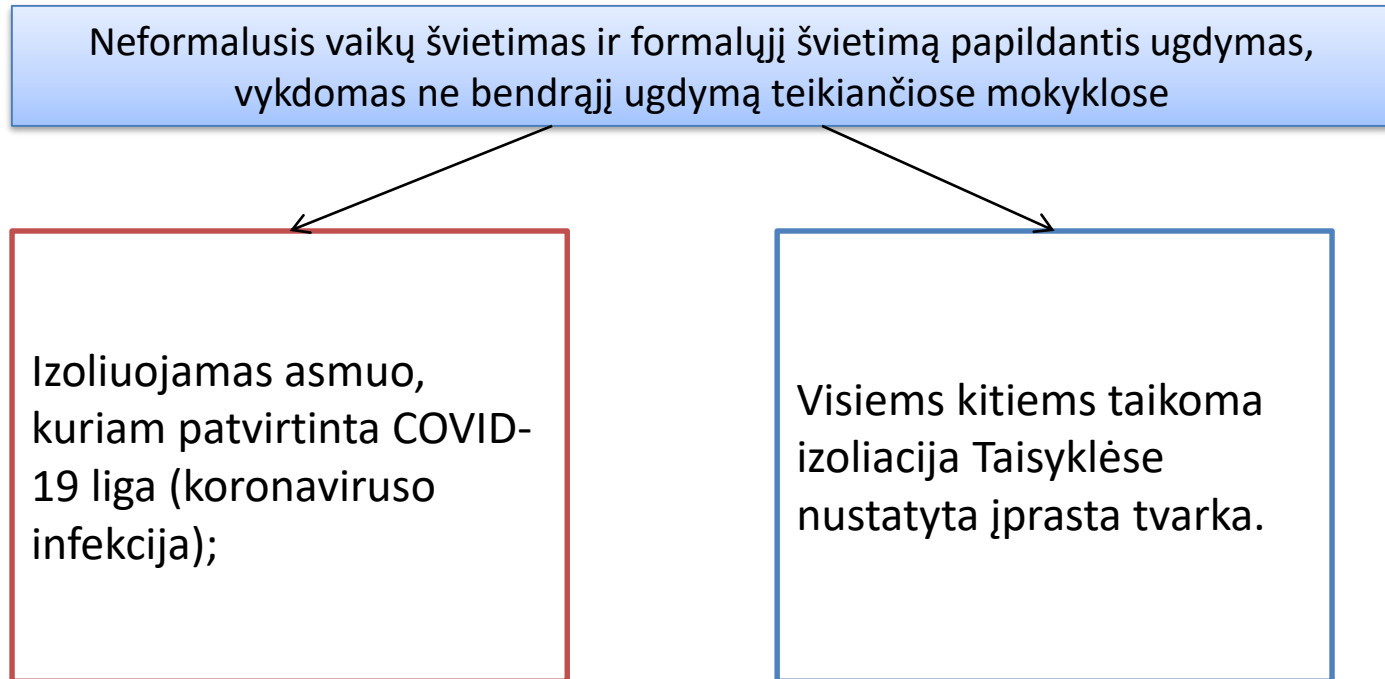 Neformalusis vaikų švietimas ir formalųjį švietimą papildantis ugdymas,
vykdomas ne bendrąjį ugdymą teikiančiose mokyklose
Izoliuojamas asmuo,
kuriam patvirtinta COVID-
19 liga (koronaviruso
infekcija);
Visiems kitiems taikoma
izoliacija Taisyklėse
nustatyta įprasta tvarka.